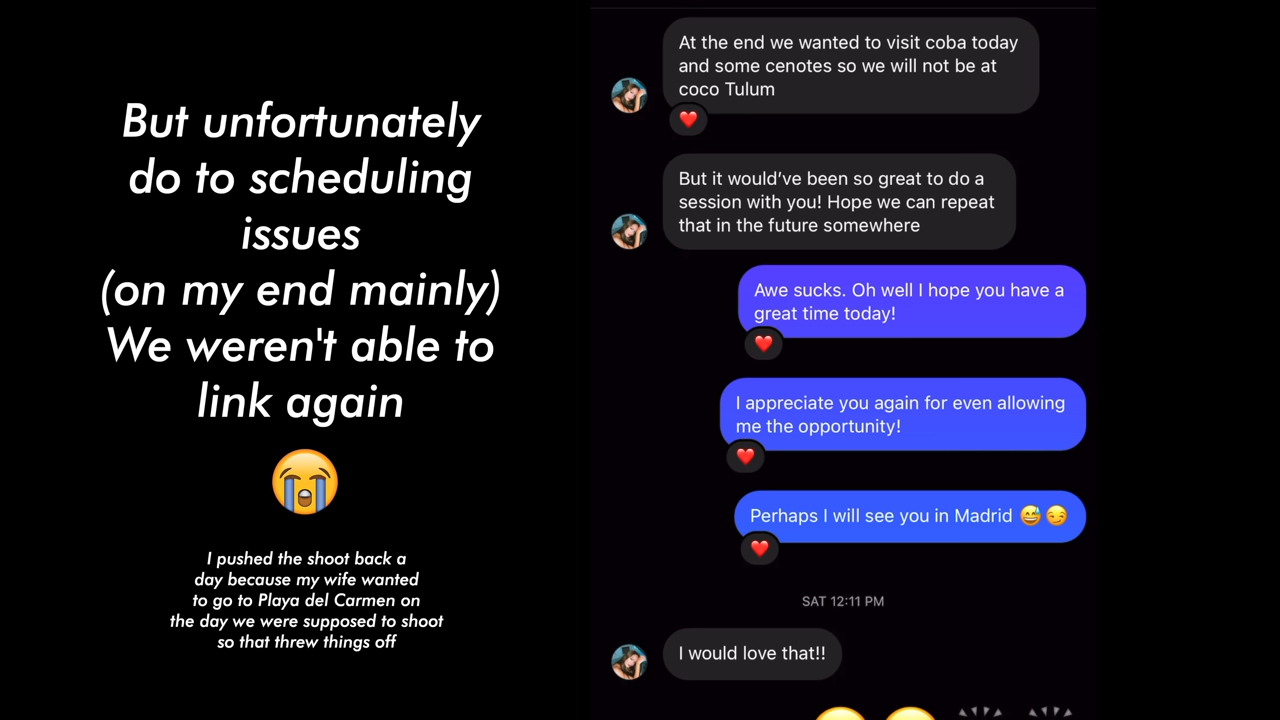 But unfortunately
do to scheduling
issues
(on my end mainly)
We weren't able to
link again
😭
I pushed the shoot back a
day because my wife wanted
to go to Playa del Carmen on
the day we were supposed to shoot
so that threw things off
At the end we wanted to visit coba today
and some cenotes so we will not be at
coco Tulum
But it would’ve been so great to do a
session with you! Hope we can repeat
that in the future somewhere
Awe sucks. Oh well I hope you have a
great time today!
I appreciate you again for even allowing
me the opportunity!
Perhaps I will see you in Madrid 😅😏
SAT 12:11 PM
I would love that!!